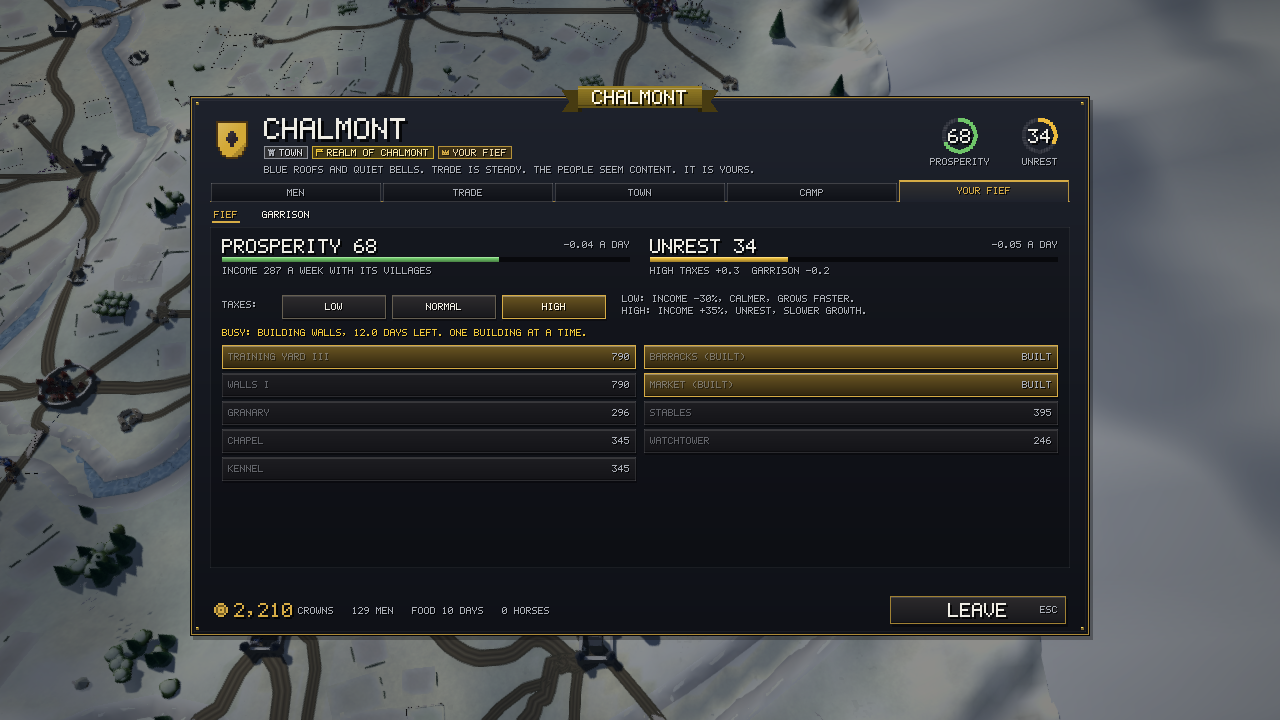 CHALMONT
CHALMONT
TOWN REALM OF CHALMONT YOUR FIEF
BLUE ROOFS AND QUIET BELLS. TRADE IS STEADY. THE PEOPLE SEEM CONTENT. IT IS YOURS.
68 34
PROSPERITY UNREST
MEN TRADE TOWN CAMP YOUR FIEF
FIEF GARRISON
PROSPERITY 68 -0.04 A DAY
INCOME 287 A WEEK WITH ITS VILLAGES
UNREST 34 -0.05 A DAY
HIGH TAXES +0.3 GARRISON -0.2
TAXES: LOW NORMAL HIGH
LOW: INCOME -30%, CALMER, GROWS FASTER.
HIGH: INCOME +35%, UNREST, SLOWER GROWTH.
BUSY: BUILDING WALLS, 12.0 DAYS LEFT. ONE BUILDING AT A TIME.
TRAINING YARD III 790
BARRACKS (BUILT) BUILT
WALLS I 790
MARKET (BUILT) BUILT
GRANARY 296
STABLES 395
CHAPEL 345
WATCHTOWER 246
KENNEL 345
2,210 CROWNS 129 MEN FOOD 10 DAYS 0 HORSES
LEAVE ESC